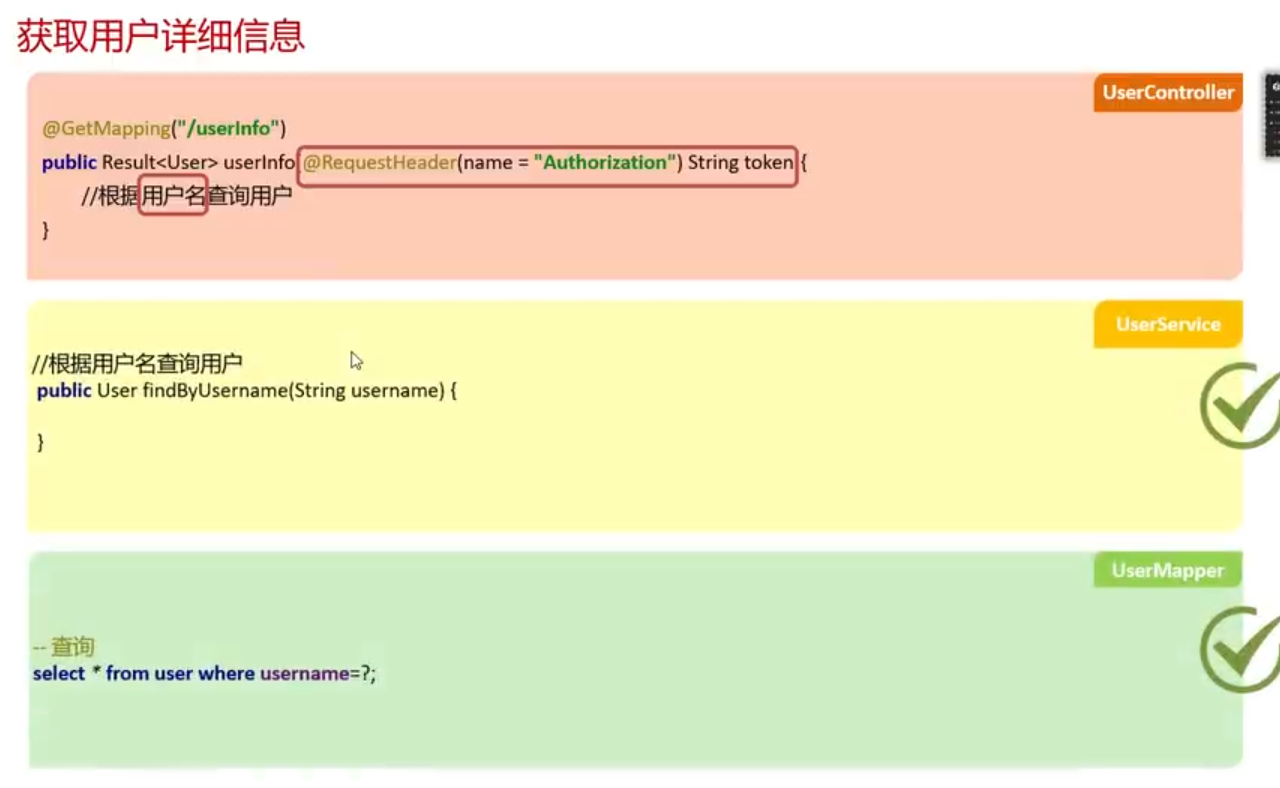 获取用户详细信息
UserController
@GetMapping("/userInfo")
public Result<User> userInfo(@RequestHeader(name = "Authorization") String token {
//根据用户名查询用户
}
UserService
//根据用户名查询用户
public User findByUsername(String username) {
}
UserMapper
-- 查询
select * from user where username=?;